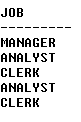 JOB
---------
MANAGER
ANALYST
CLERK
ANALYST
CLERK